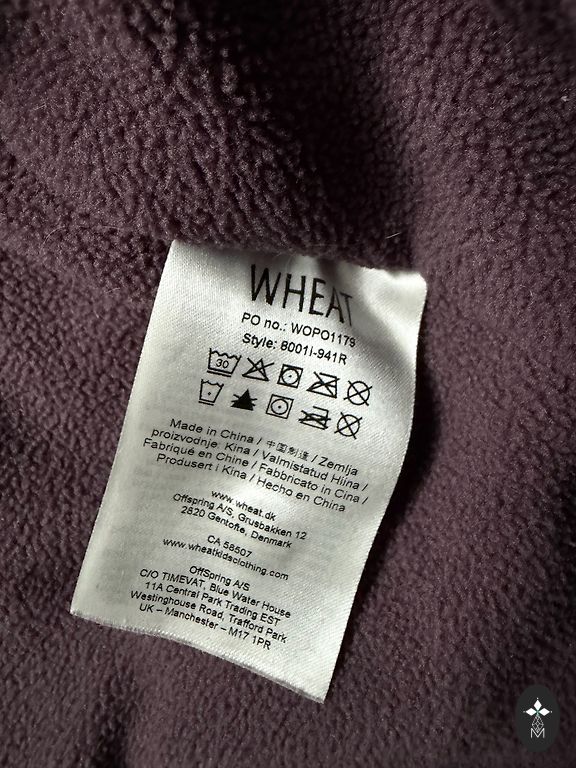 WHEAT
PO no.: WOPO1179
Style: 8001i-941R
30
Made in China / 中国制造 / Zemlja
proizvodnje: Kina / Valmistatud Hiina /
Fabriqué en Chine / Fabbricato in Cina /
Produsert i Kina / Hecho en China
www.wheat.dk
Offspring A/S, Grusbakken 12
2820 Gentofte, Denmark
CA 58507
www.wheatkidsclothing.com
OffSpring A/S
C/O TIMEVAT, Blue Water House
11A Central Park Trading EST
Westinghouse Road, Trafford Park
UK – Manchester – M17 1PR
M